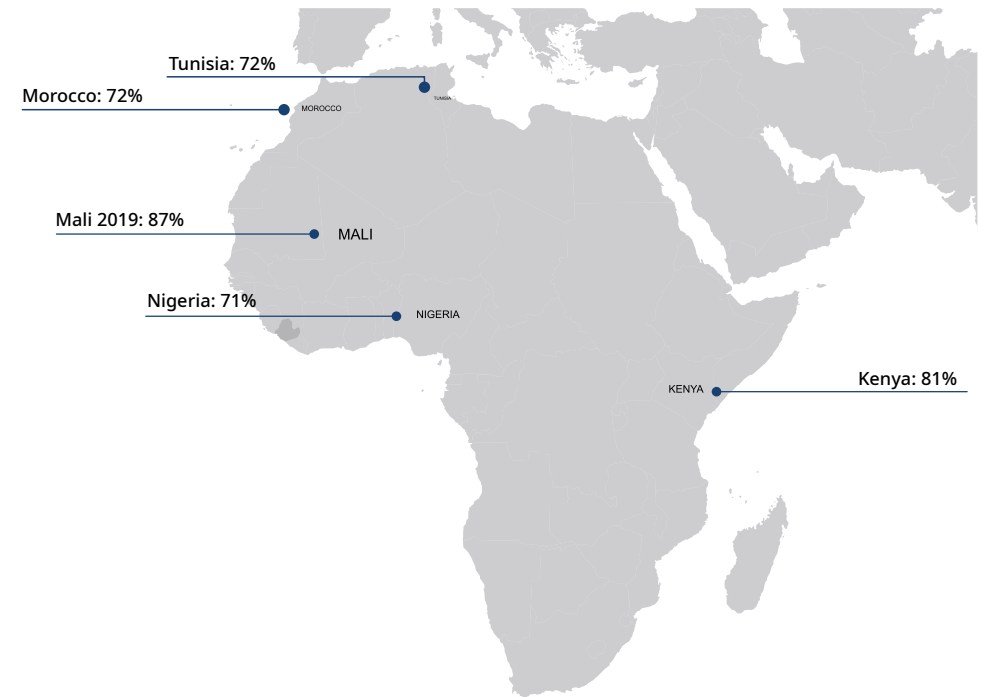 Tunisia: 72%
Morocco: 72%
TUNISIA
MOROCCO
Mali 2019: 87%
MALI
Nigeria: 71%
NIGERIA
Kenya: 81%
KENYA